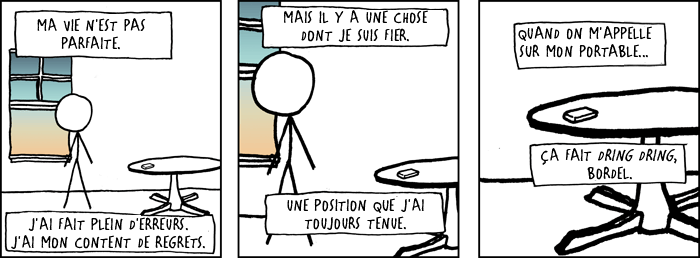 MA VIE N'EST PAS
PARFAITE.
J'AI FAIT PLEIN D'ERREURS.
J'AI MON CONTENT DE REGRETS.
MAIS IL Y A UNE CHOSE
DONT JE SUIS FIER.
UNE POSITION QUE J'AI
TOUJOURS TENUE.
QUAND ON M'APPELLE
SUR MON PORTABLE...
ÇA FAIT DRING DRING,
BORDEL.